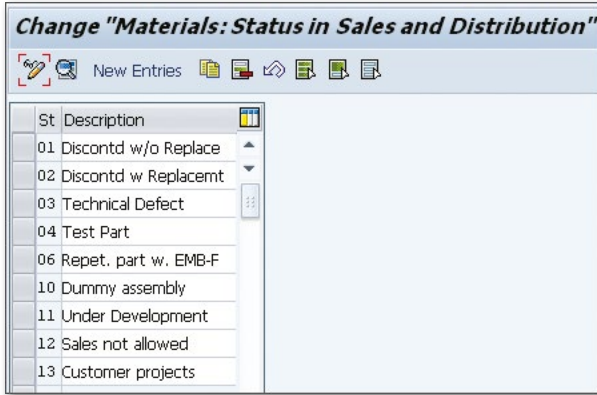 Change "Materials: Status in Sales and Distribution"
New Entries
St Description
01 Discontd w/o Replace
02 Discontd w Replacemt
03 Technical Defect
04 Test Part
06 Repet. part w. EMB-F
10 Dummy assembly
11 Under Development
12 Sales not allowed
13 Customer projects